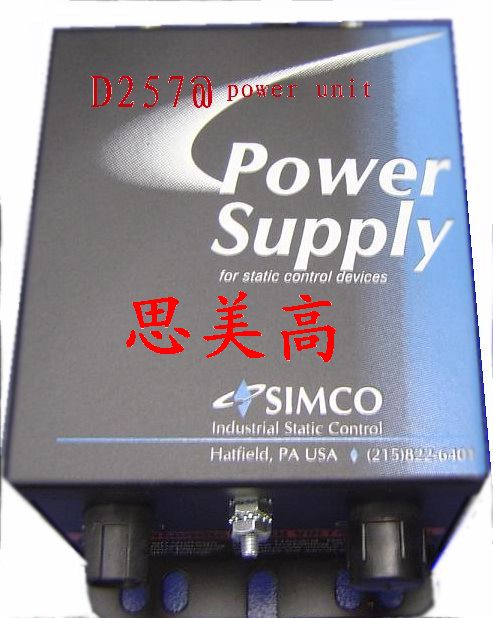 D257Q power unit
Power
Supply
for static control devices
思美高
SIMCO
Industrial Static Control
Hatfield, PA USA (215)822-6401